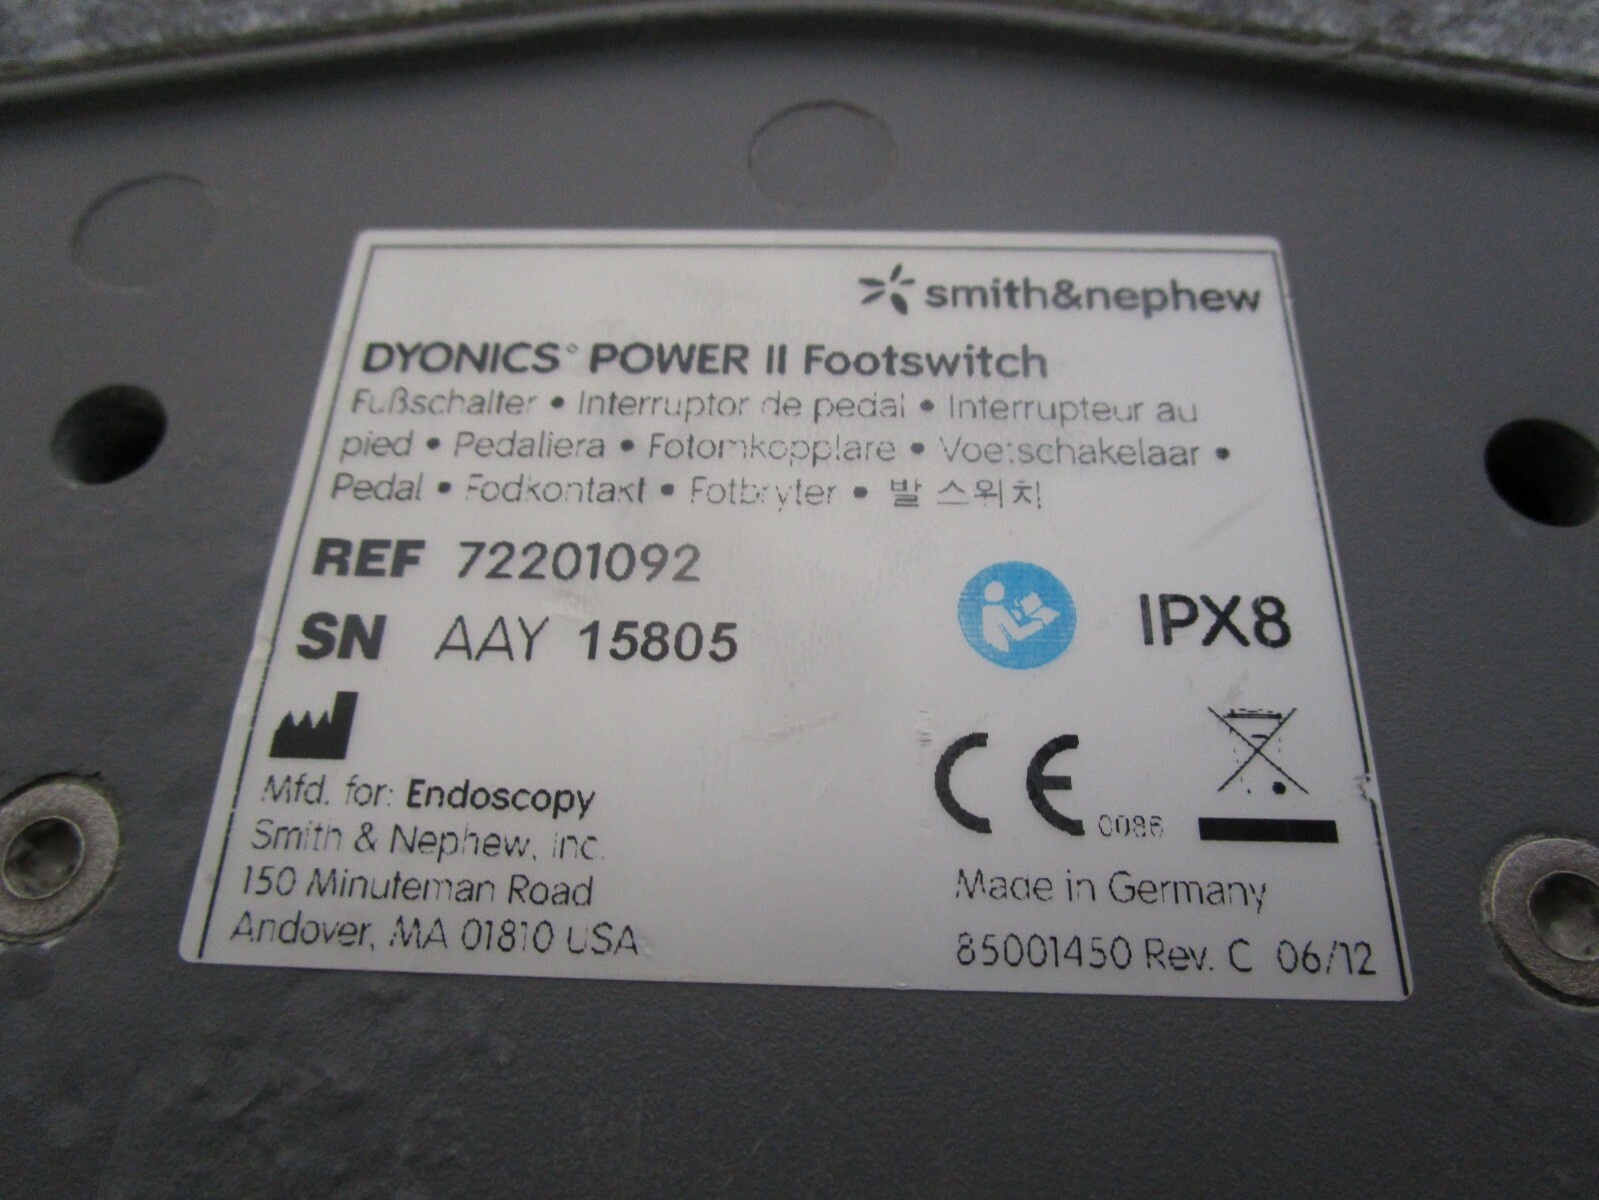 smith&nephew
DYONICS° POWER II Footswitch
Fußschalter • Interruptor de pedal • Interrupteur au
pied • Pedaliera • Fotomkopplare • Voetschakelaar •
Pedal • Fodkontakt • Fotbryter • 발 스위치
REF 72201092
SN AAY 15805
IPX8
Mfd. for: Endoscopy
Smith & Nephew, Inc.
150 Minuteman Road
Andover, MA 01810 USA
CE 0086
Made in Germany
85001450 Rev. C 06/12